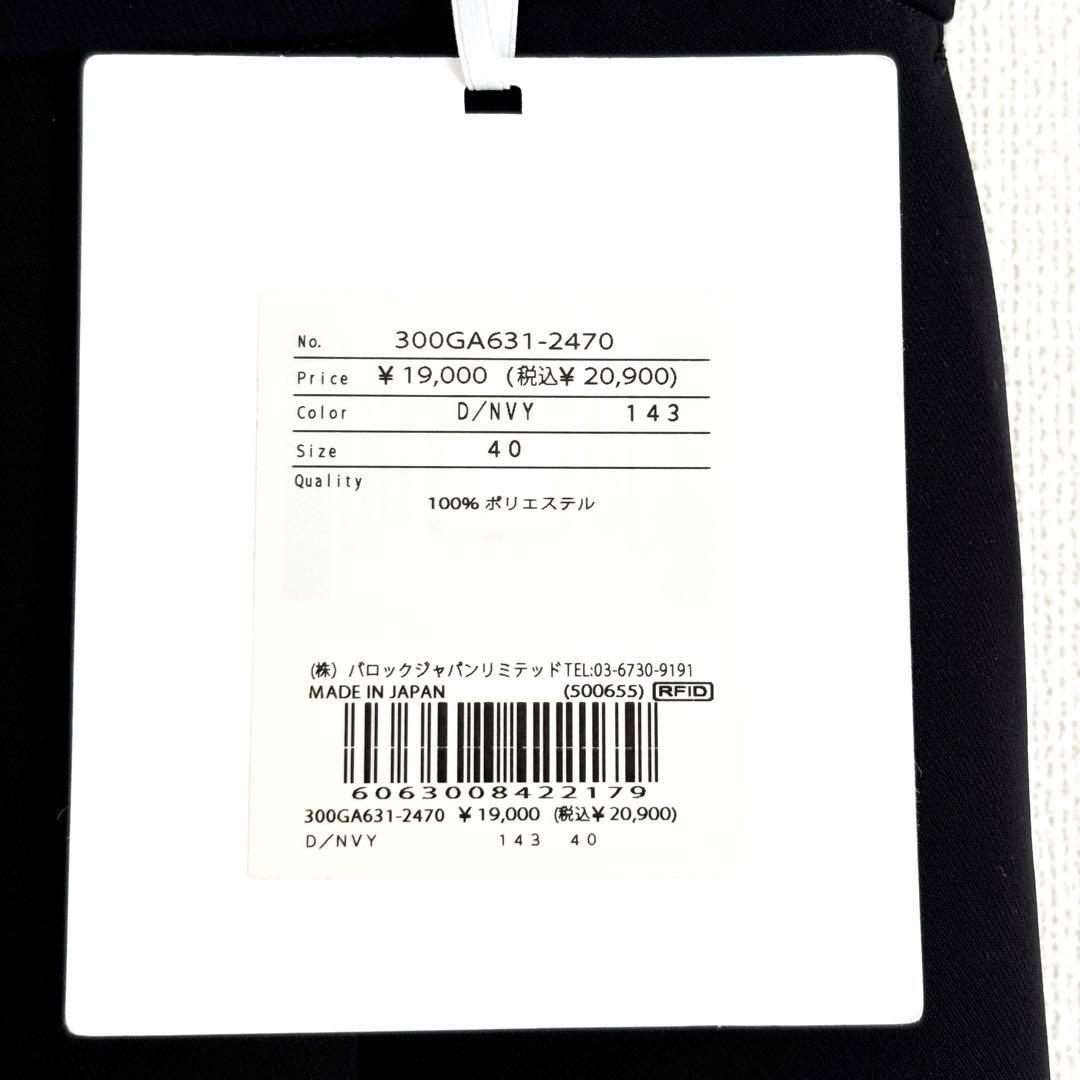 No. 300GA631-2470
Price ¥19,000 (税込¥ 20,900)
Color D/NVY 143
Size 40
Quality
100% ポリエステル
(株) バロックジャパンリミテッドTEL:03-6730-9191
MADE IN JAPAN (500655) RFID
6063008422179
300GA631-2470 ¥19,000 (税込¥ 20,900)
D/NVY 143 40